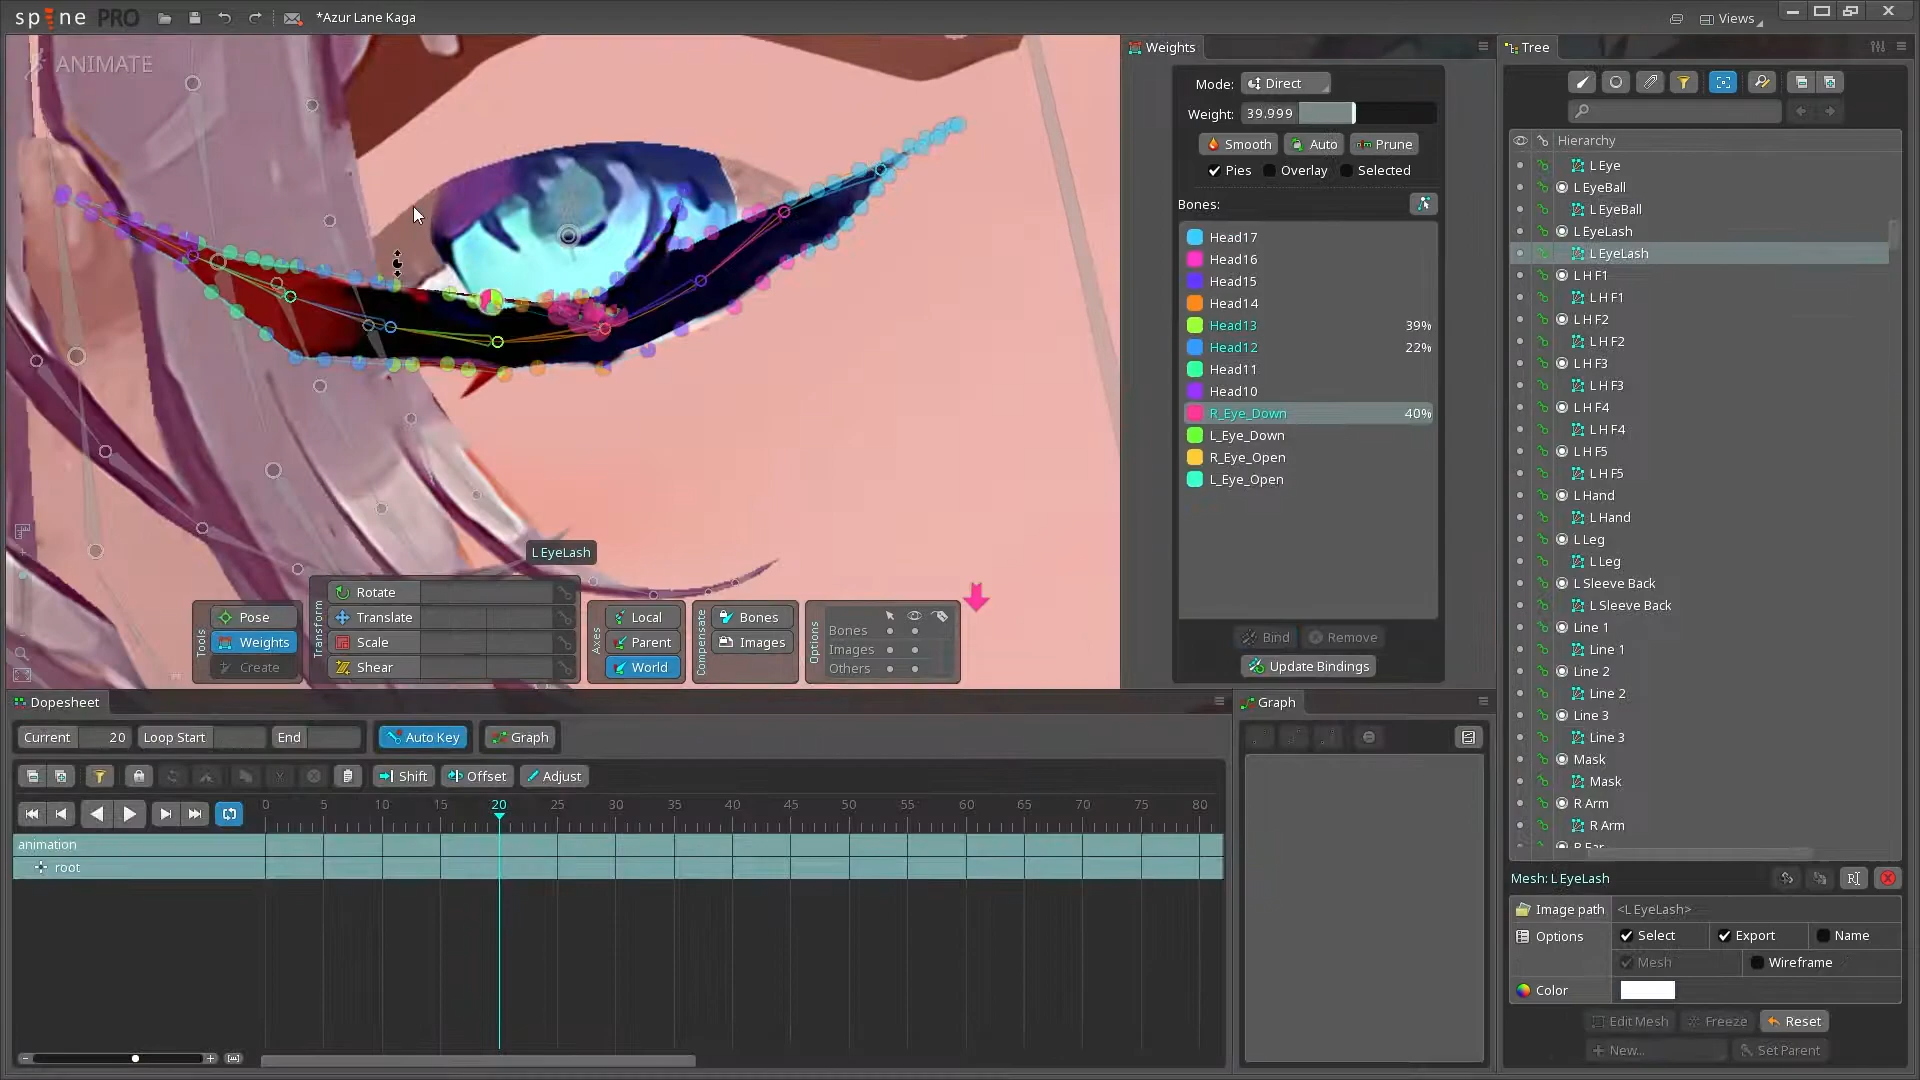 spine PRO
*Azur Lane Kaga
Views
ANIMATE
L EyeLash
Tools
Pose
Weights
Create
Transform
Rotate
Translate
Scale
Shear
Axes
Local
Parent
World
Compensate
Bones
Images
Options
Bones
Images
Others
Weights
Mode: Direct
Weight: 39.999
Smooth Auto Prune
Pies Overlay Selected
Bones:
Head17
Head16
Head15
Head14
Head13 39%
Head12 22%
Head11
Head10
R_Eye_Down 40%
L_Eye_Down
R_Eye_Open
L_Eye_Open
Bind Remove
Update Bindings
Tree
Hierarchy
L Eye
L EyeBall
L EyeBall
L EyeLash
L EyeLash
L H F1
L H F1
L H F2
L H F2
L H F3
L H F3
L H F4
L H F4
L H F5
L H F5
L Hand
L Hand
L Leg
L Leg
L Sleeve Back
L Sleeve Back
Line 1
Line 1
Line 2
Line 2
Line 3
Line 3
Mask
Mask
R Arm
R Arm
R Ear
Mesh: L EyeLash
Image path <L EyeLash>
Options Select Export Name
Mesh Wireframe
Color
Edit Mesh Freeze Reset
New... Set Parent
Dopesheet
Current 20 Loop Start End Auto Key Graph
Shift Offset Adjust
0 5 10 15 20 25 30 35 40 45 50 55 60 65 70 75 80
animation
root
Graph